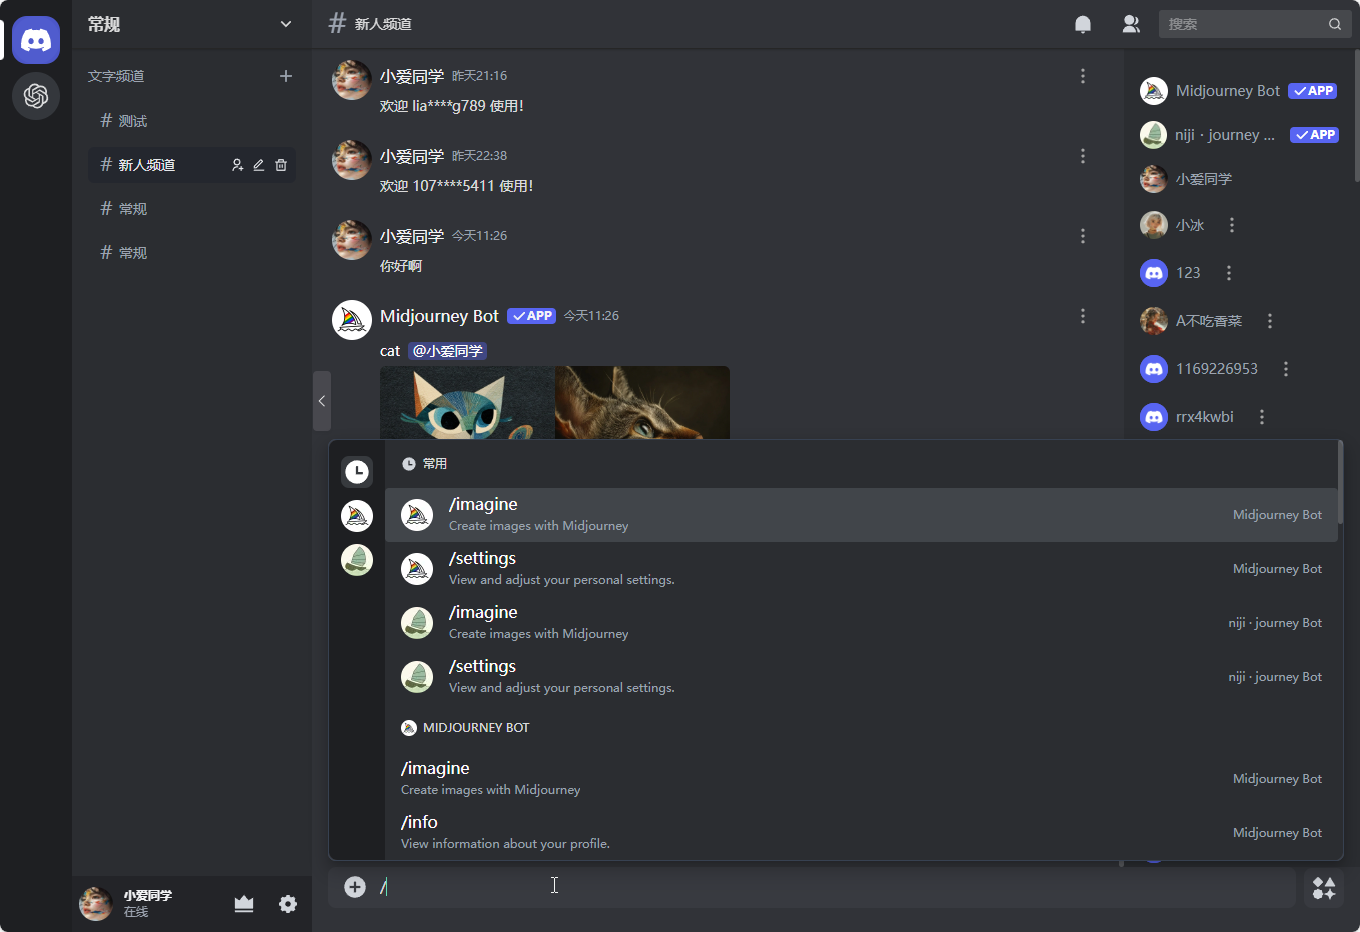 常规
文字频道
# 测试
# 新人频道
# 常规
# 常规
小爱同学
在线
# 新人频道
搜索
小爱同学 昨天21:16
欢迎 lia****g789 使用!
小爱同学 昨天22:38
欢迎 107****5411 使用!
小爱同学 今天11:26
你好啊
Midjourney Bot APP 今天11:26
cat @小爱同学
Midjourney Bot APP
niji · journey ... APP
小爱同学
小冰
123
A不吃香菜
1169226953
rrx4kwbi
常用
/imagine
Create images with Midjourney
Midjourney Bot
/settings
View and adjust your personal settings.
Midjourney Bot
/imagine
Create images with Midjourney
niji · journey Bot
/settings
View and adjust your personal settings.
niji · journey Bot
MIDJOURNEY BOT
/imagine
Create images with Midjourney
Midjourney Bot
/info
View information about your profile.
Midjourney Bot
/